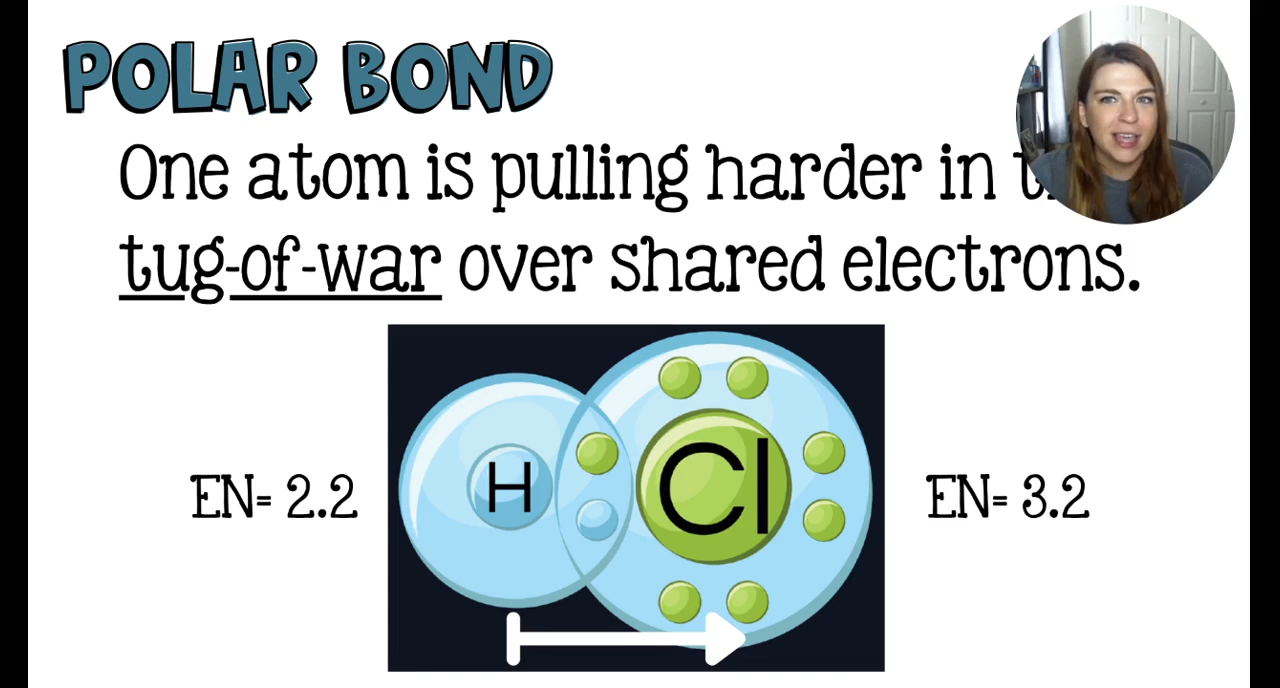 POLAR BOND
One atom is pulling harder in
tug-of-war over shared electrons.
EN= 2.2
H
Cl
EN= 3.2